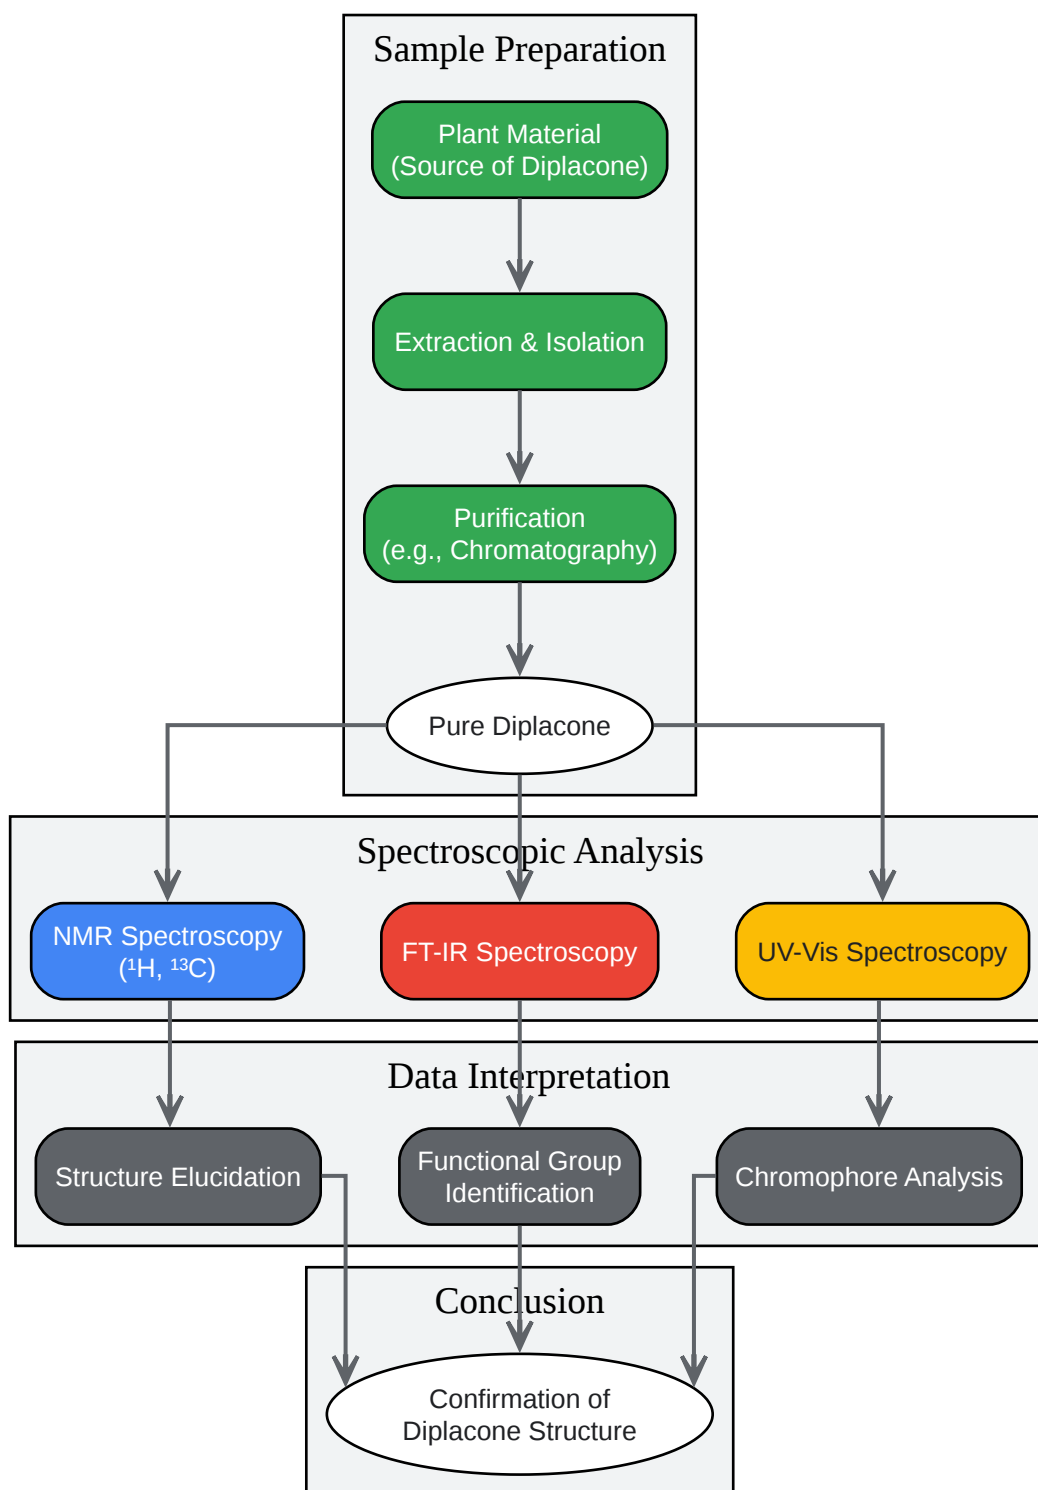 Sample Preparation
Plant Material
(Source of Diplacone)
Extraction & Isolation
Purification
(e.g., Chromatography)
Pure Diplacone
Spectroscopic Analysis
NMR Spectroscopy
(¹H, ¹³C)
FT-IR Spectroscopy
UV-Vis Spectroscopy
Data Interpretation
Structure Elucidation
Functional Group
Identification
Chromophore Analysis
Conclusion
Confirmation of
Diplacone Structure